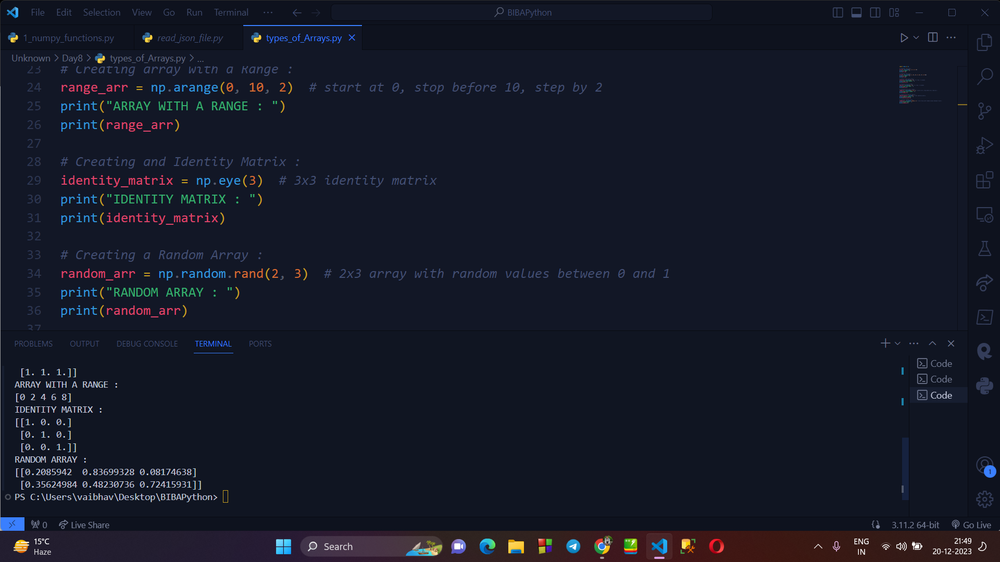 File Edit Selection View Go Run Terminal ··· BIBAPython
1_numpy_functions.py read_json_file.py types_of_Arrays.py
Unknown > Day8 > types_of_Arrays.py > ...
23 # Creating array with a Range :
24 range_arr = np.arange(0, 10, 2)  # start at 0, stop before 10, step by 2
25 print("ARRAY WITH A RANGE : ")
26 print(range_arr)
27
28 # Creating and Identity Matrix :
29 identity_matrix = np.eye(3)  # 3x3 identity matrix
30 print("IDENTITY MATRIX : ")
31 print(identity_matrix)
32
33 # Creating a Random Array :
34 random_arr = np.random.rand(2, 3)  # 2x3 array with random values between 0 and 1
35 print("RANDOM ARRAY : ")
36 print(random_arr)
37
PROBLEMS OUTPUT DEBUG CONSOLE TERMINAL PORTS
[1. 1. 1.]]
ARRAY WITH A RANGE :
[0 2 4 6 8]
IDENTITY MATRIX :
[[1. 0. 0.]
[0. 1. 0.]
[0. 0. 1.]]
RANDOM ARRAY :
[[0.2085942  0.83699328 0.08174638]
[0.35624984 0.48230736 0.72415931]]
PS C:\Users\vaibhav\Desktop\BIBAPython>
Code
Code
Code
1
0 Live Share 3.11.2 64-bit Go Live
15°C
Haze
Search
ENG
IN
21:49
20-12-2023